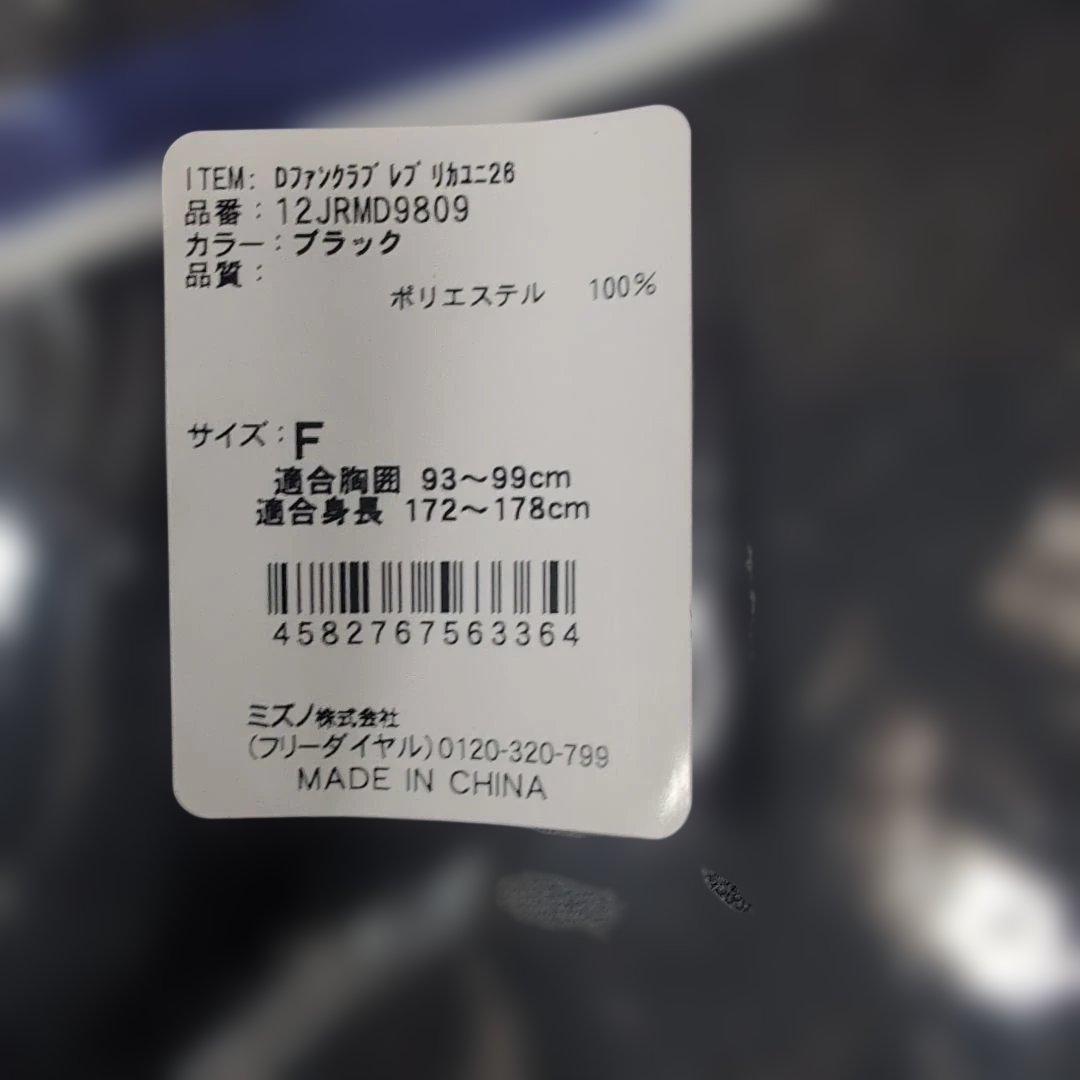 ITEM: Dファンクラブ レプリカユニ26
品番：12JRMD9809
カラー：ブラック
品質：
ポリエステル 100%
サイズ：F
適合胸囲 93～99cm
適合身長 172～178cm
4582767563364
ミズノ株式会社
(フリーダイヤル)0120-320-799
MADE IN CHINA